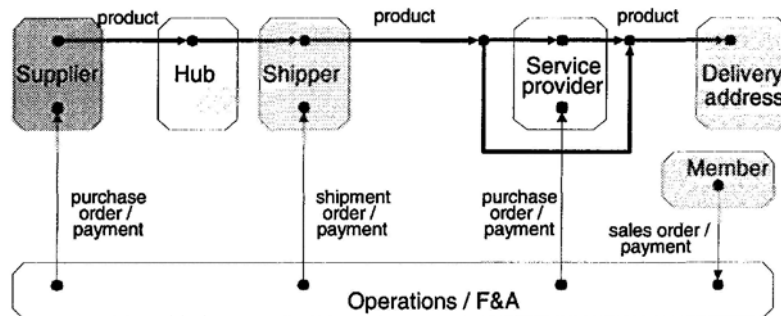 product
product
product
Supplier
Hub
Shipper
Service
provider
Delivery
address
Member
purchase
order /
payment
shipment
order /
payment
purchase
order /
payment
sales order /
payment
Operations / F&A